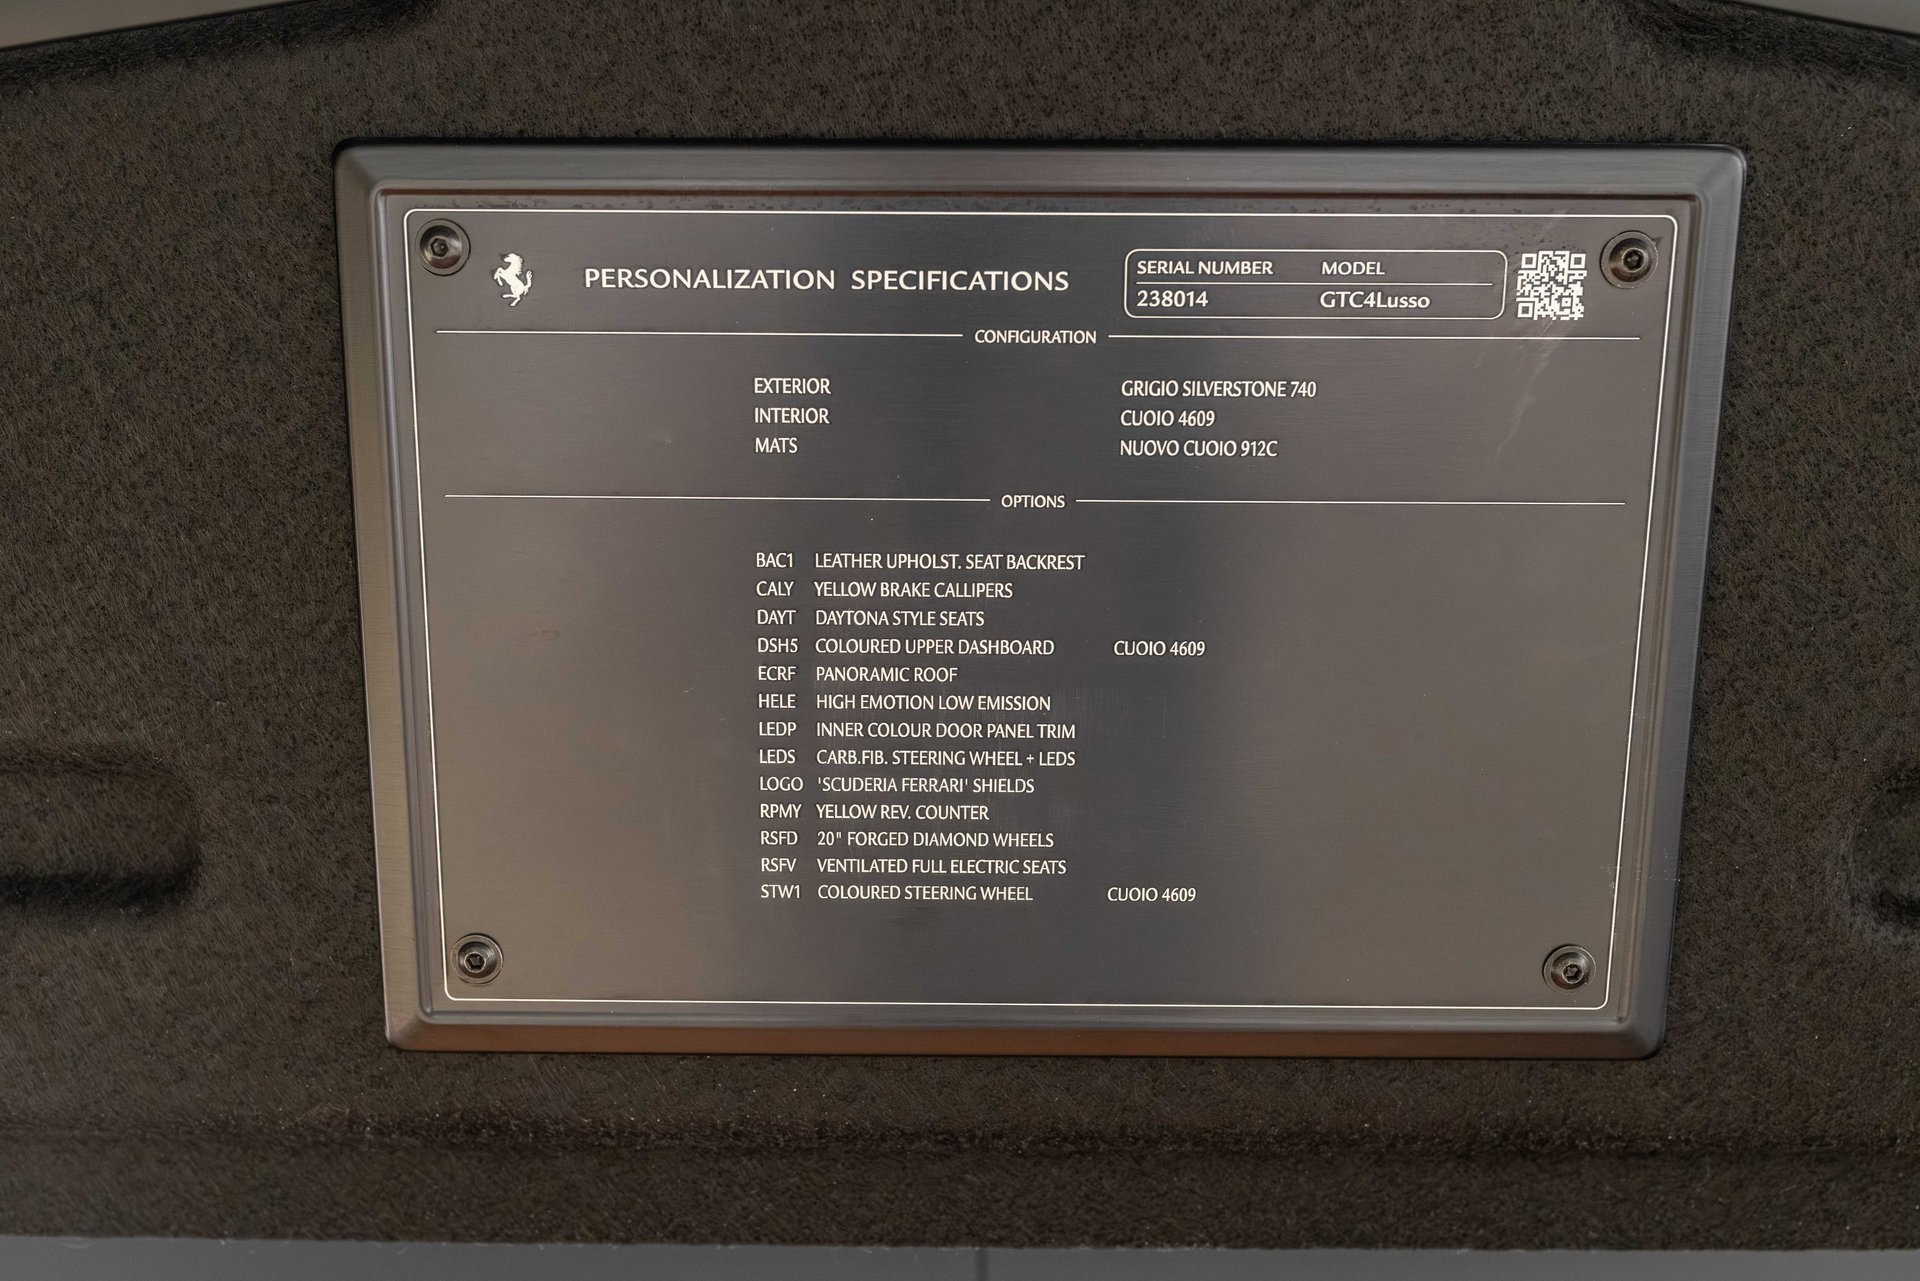 PERSONALIZATION SPECIFICATIONS
SERIAL NUMBER MODEL
238014 GTC4Lusso
CONFIGURATION
EXTERIOR GRIGIO SILVERSTONE 740
INTERIOR CUOIO 4609
MATS NUOVO CUOIO 912C
OPTIONS
BAC1 LEATHER UPHOLST. SEAT BACKREST
CALY YELLOW BRAKE CALLIPERS
DAYT DAYTONA STYLE SEATS
DSH5 COLOURED UPPER DASHBOARD CUOIO 4609
ECRF PANORAMIC ROOF
HELE HIGH EMOTION LOW EMISSION
LEDP INNER COLOUR DOOR PANEL TRIM
LEDS CARB.FIB. STEERING WHEEL + LEDS
LOGO 'SCUDERIA FERRARI' SHIELDS
RPMY YELLOW REV. COUNTER
RSFD 20" FORGED DIAMOND WHEELS
RSFV VENTILATED FULL ELECTRIC SEATS
STW1 COLOURED STEERING WHEEL CUOIO 4609